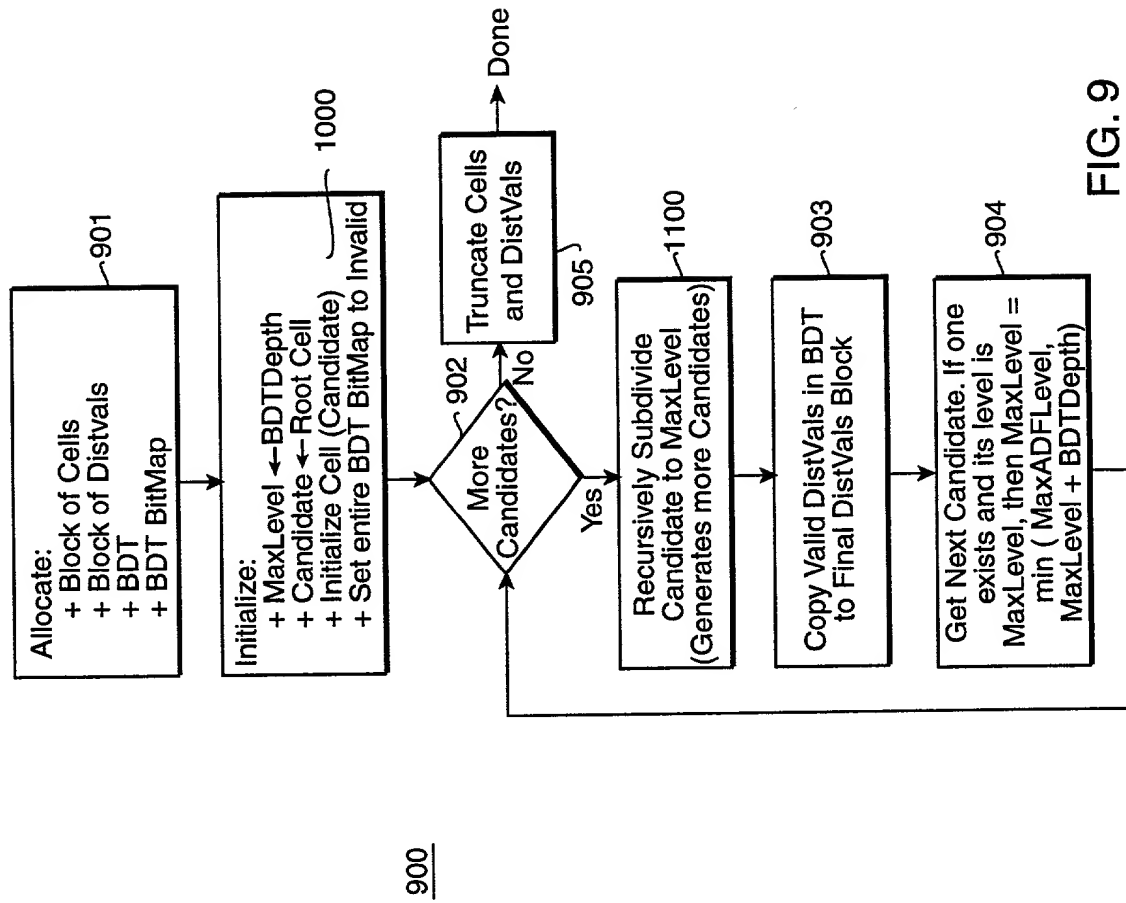 900
Allocate:
+ Block of Cells
+ Block of Distvals
+ BDT
+ BDT BitMap
901
Initialize:
+ MaxLevel ←BDTDepth
+ Candidate ←Root Cell
+ Initialize Cell (Candidate)
+ Set entire BDT BitMap to Invalid
1000
More
Candidates?
902
No
Truncate Cells
and DistVals
905
Done
Yes
Recursively Subdivide
Candidate to MaxLevel
(Generates more Candidates)
1100
Copy Valid DistVals in BDT
to Final DistVals Block
903
Get Next Candidate. If one
exists and its level is
MaxLevel, then MaxLevel =
min ( MaxADFLevel,
MaxLevel + BDTDepth)
904
FIG. 9